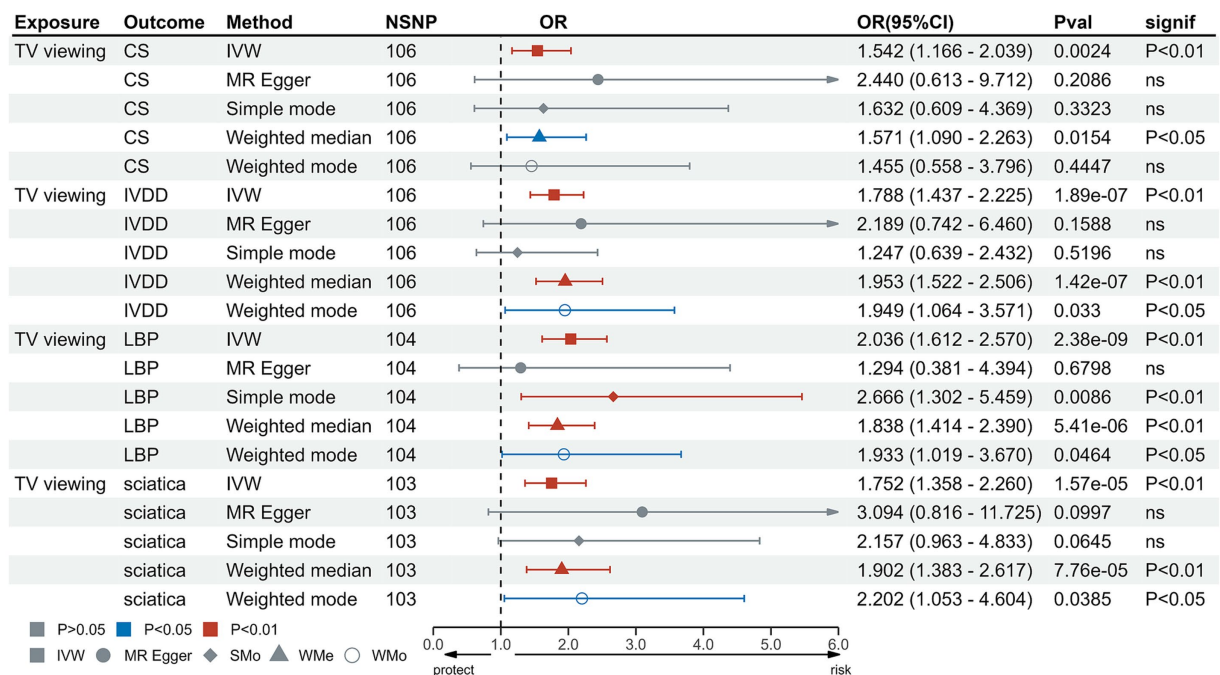 Exposure Outcome Method NSNP OR OR(95%CI) Pval signif
TV viewing CS IVW 106 1.542 (1.166 - 2.039) 0.0024 P<0.01
CS MR Egger 106 2.440 (0.613 - 9.712) 0.2086 ns
CS Simple mode 106 1.632 (0.609 - 4.369) 0.3323 ns
CS Weighted median 106 1.571 (1.090 - 2.263) 0.0154 P<0.05
CS Weighted mode 106 1.455 (0.558 - 3.796) 0.4447 ns
TV viewing IVDD IVW 106 1.788 (1.437 - 2.225) 1.89e-07 P<0.01
IVDD MR Egger 106 2.189 (0.742 - 6.460) 0.1588 ns
IVDD Simple mode 106 1.247 (0.639 - 2.432) 0.5196 ns
IVDD Weighted median 106 1.953 (1.522 - 2.506) 1.42e-07 P<0.01
IVDD Weighted mode 106 1.949 (1.064 - 3.571) 0.033 P<0.05
TV viewing LBP IVW 104 2.036 (1.612 - 2.570) 2.38e-09 P<0.01
LBP MR Egger 104 1.294 (0.381 - 4.394) 0.6798 ns
LBP Simple mode 104 2.666 (1.302 - 5.459) 0.0086 P<0.01
LBP Weighted median 104 1.838 (1.414 - 2.390) 5.41e-06 P<0.01
LBP Weighted mode 104 1.933 (1.019 - 3.670) 0.0464 P<0.05
TV viewing sciatica IVW 103 1.752 (1.358 - 2.260) 1.57e-05 P<0.01
sciatica MR Egger 103 3.094 (0.816 - 11.725) 0.0997 ns
sciatica Simple mode 103 2.157 (0.963 - 4.833) 0.0645 ns
sciatica Weighted median 103 1.902 (1.383 - 2.617) 7.76e-05 P<0.01
sciatica Weighted mode 103 2.202 (1.053 - 4.604) 0.0385 P<0.05
P>0.05 P<0.05 P<0.01
0.0 1.0 2.0 3.0 4.0 5.0 6.0
IVW MR Egger SMo WMe WMo
protect risk